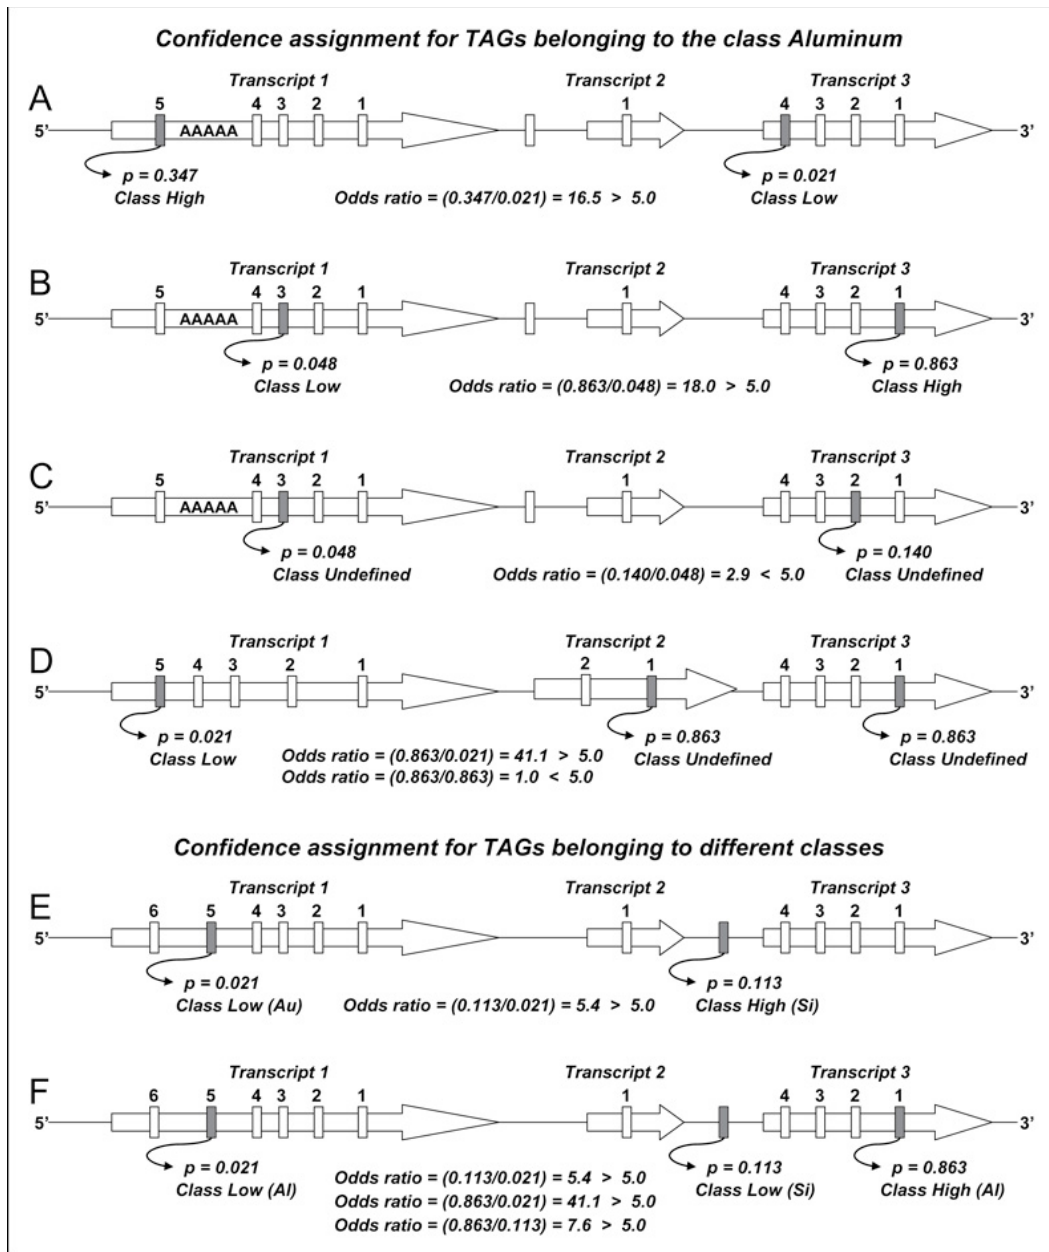 Confidence assignment for TAGs belonging to the class Aluminum
Transcript 1 Transcript 2 Transcript 3
A
5 4 3 2 1 1 4 3 2 1
5' AAAAA 3'
p = 0.347 p = 0.021
Class High Odds ratio = (0.347/0.021) = 16.5 > 5.0 Class Low
Transcript 1 Transcript 2 Transcript 3
B
5 4 3 2 1 1 4 3 2 1
5' AAAAA 3'
p = 0.048 p = 0.863
Class Low Odds ratio = (0.863/0.048) = 18.0 > 5.0 Class High
Transcript 1 Transcript 2 Transcript 3
C
5 4 3 2 1 1 4 3 2 1
5' AAAAA 3'
p = 0.048 p = 0.140
Class Undefined Odds ratio = (0.140/0.048) = 2.9 < 5.0 Class Undefined
Transcript 1 Transcript 2 Transcript 3
D
5 4 3 2 1 2 1 4 3 2 1
5' 3'
p = 0.021 p = 0.863 p = 0.863
Class Low Odds ratio = (0.863/0.021) = 41.1 > 5.0 Class Undefined Class Undefined
Odds ratio = (0.863/0.863) = 1.0 < 5.0
Confidence assignment for TAGs belonging to different classes
Transcript 1 Transcript 2 Transcript 3
E
6 5 4 3 2 1 1 4 3 2 1
5' 3'
p = 0.021 p = 0.113
Class Low (Au) Odds ratio = (0.113/0.021) = 5.4 > 5.0 Class High (Si)
Transcript 1 Transcript 2 Transcript 3
F
6 5 4 3 2 1 1 4 3 2 1
5' 3'
p = 0.021 p = 0.113 p = 0.863
Class Low (Al) Odds ratio = (0.113/0.021) = 5.4 > 5.0 Class Low (Si) Class High (Al)
Odds ratio = (0.863/0.021) = 41.1 > 5.0
Odds ratio = (0.863/0.113) = 7.6 > 5.0